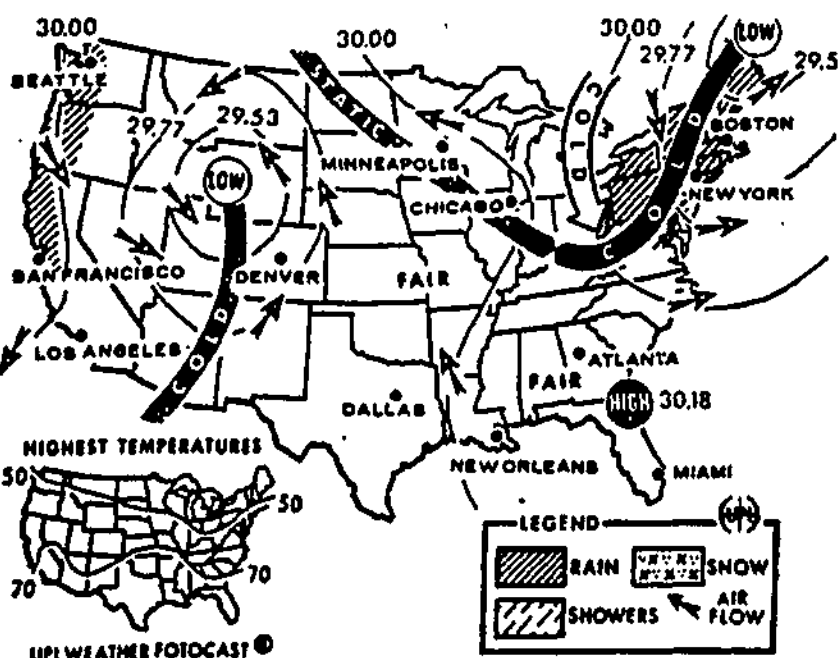 30.00
30.00
30.00
LOW
29.77
29.5
SEATTLE
STATIC
COLD
29.77
29.53
BOSTON
MINNEAPOLIS
LOW
COLD
NEW YORK
CHICAGO
SAN FRANCISCO
DENVER
FAIR
LOS ANGELES
COLD
ATLANTA
FAIR
DALLAS
HIGH 30.18
HIGHEST TEMPERATURES
NEW ORLEANS
MIAMI
50
50
LEGEND
UPI
RAIN
SNOW
70
70
SHOWERS
AIR
FLOW
UPI WEATHER FOTOCAST